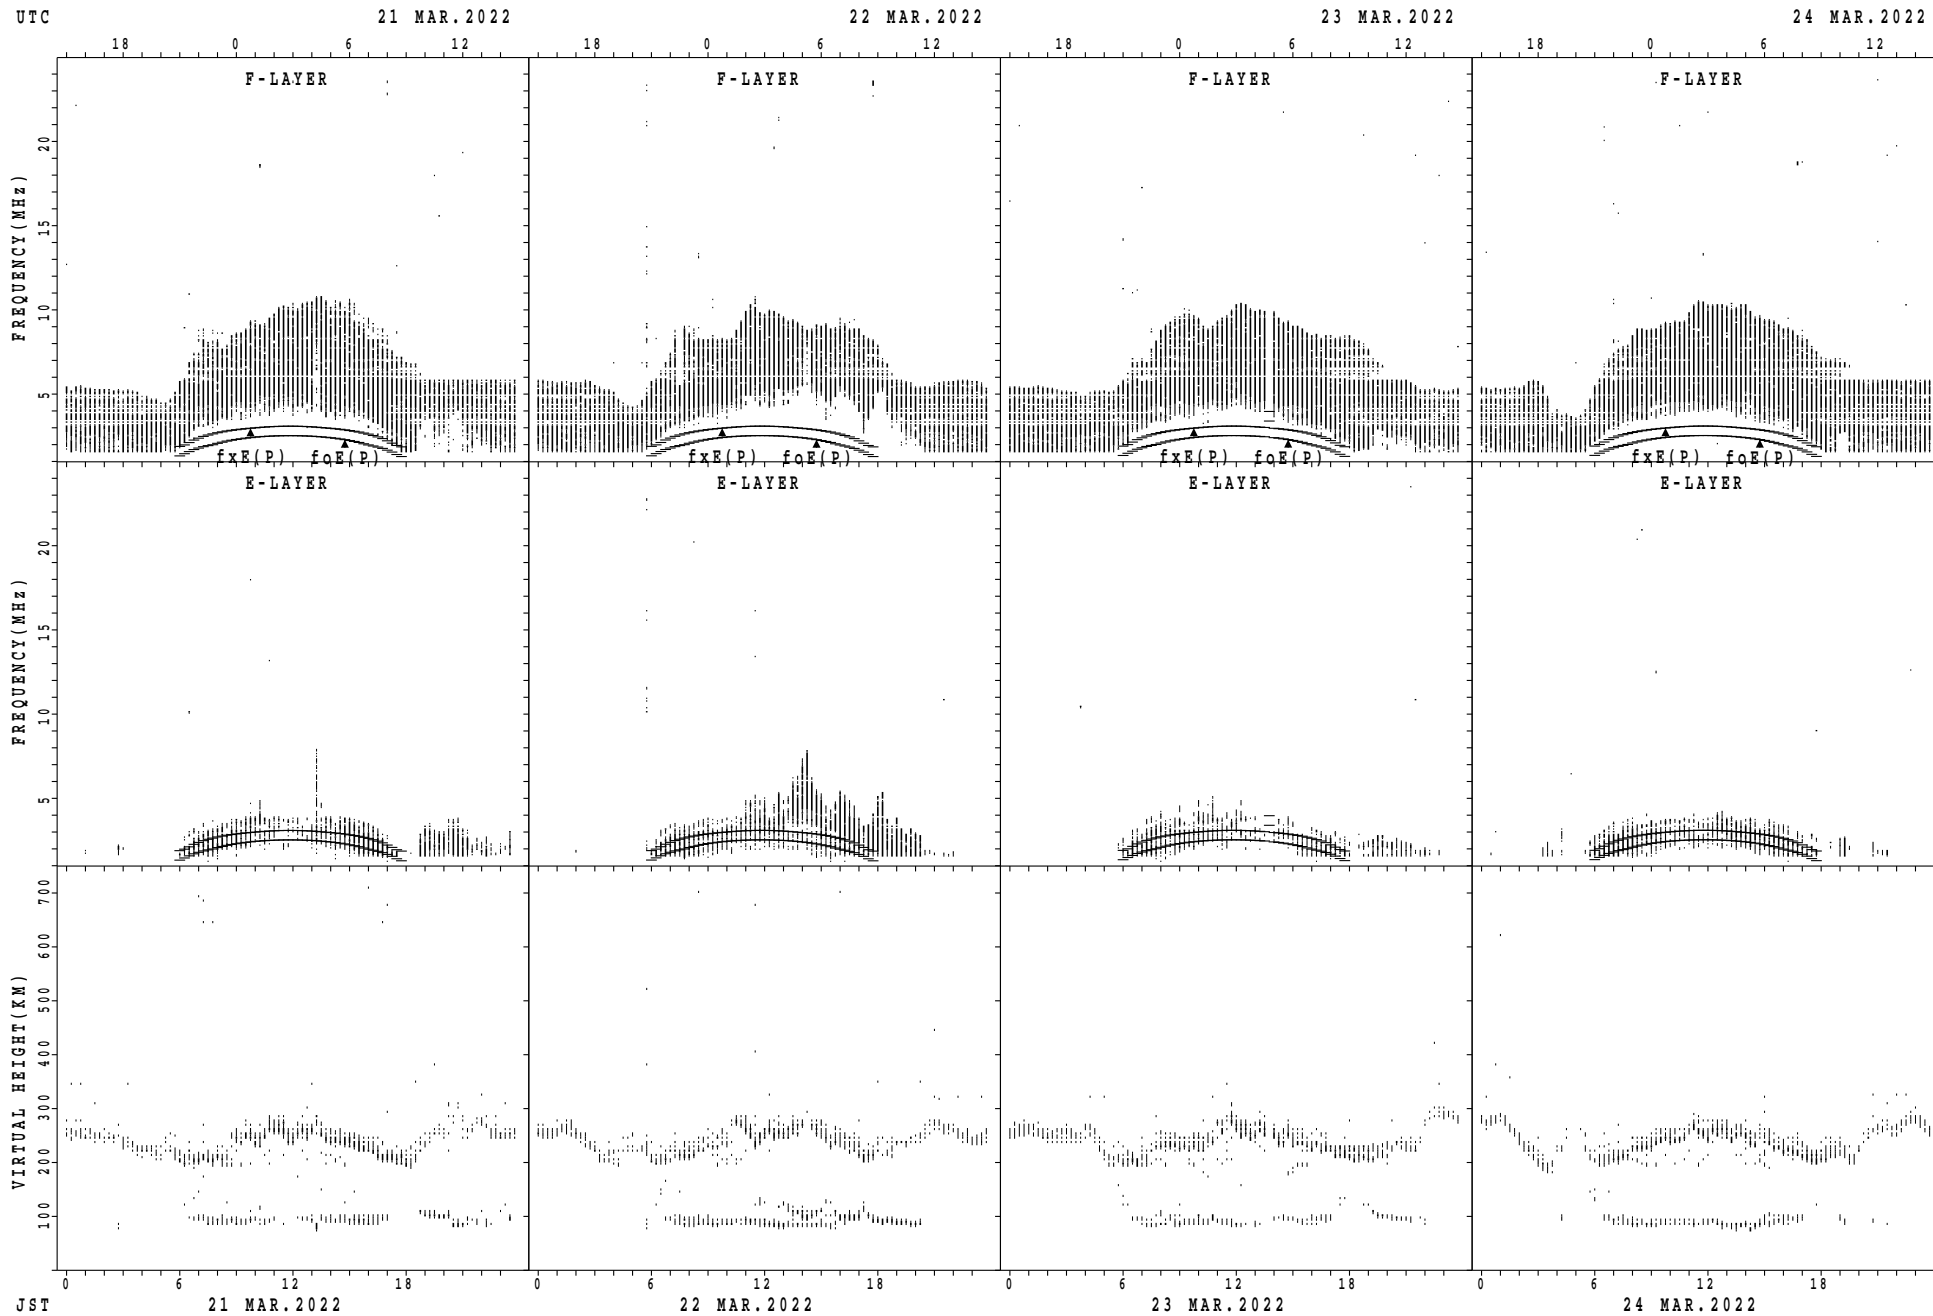 UTC 21 MAR.2022 22 MAR.2022 23 MAR.2022 24 MAR.2022
18 0 6 12 18 0 6 12 18 0 6 12 18 0 6 12
F-LAYER F-LAYER F-LAYER F-LAYER
FREQUENCY(MHz)
20
15
10
5
fxE(P) foE(P) fxE(P) foE(P) fxE(P) foE(P) fxE(P) foE(P)
E-LAYER E-LAYER E-LAYER E-LAYER
FREQUENCY(MHz)
20
15
10
5
VIRTUAL HEIGHT(KM)
700
600
500
400
300
200
100
0 6 12 18 0 6 12 18 0 6 12 18 0 6 12 18
JST 21 MAR.2022 22 MAR.2022 23 MAR.2022 24 MAR.2022